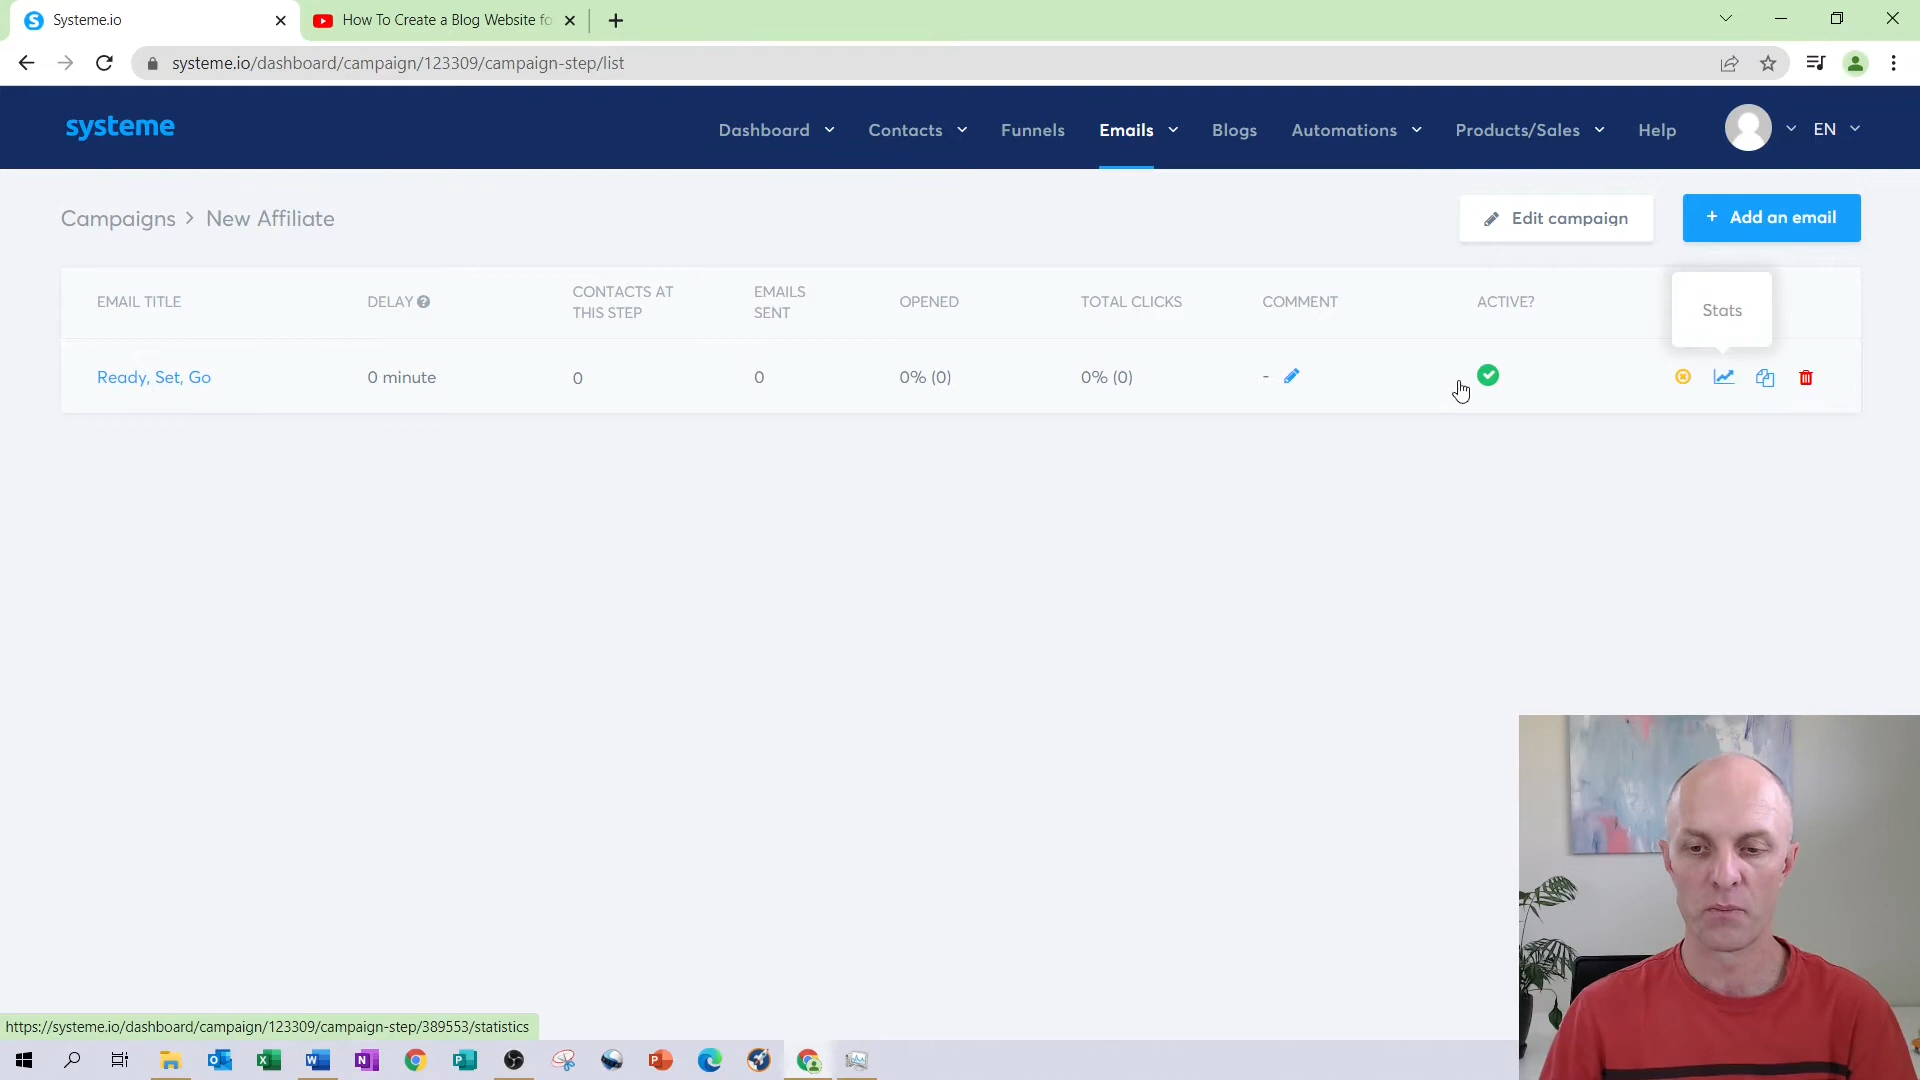 Systeme.io
How To Create a Blog Website fo
systeme.io/dashboard/campaign/123309/campaign-step/list
systeme
Dashboard
Contacts
Funnels
Emails
Blogs
Automations
Products/Sales
Help
EN
Campaigns > New Affiliate
Edit campaign
+ Add an email
EMAIL TITLE
DELAY
CONTACTS AT
THIS STEP
EMAILS
SENT
OPENED
TOTAL CLICKS
COMMENT
ACTIVE?
Stats
Ready, Set, Go
0 minute
0
0
0% (0)
0% (0)
-
https://systeme.io/dashboard/campaign/123309/campaign-step/389553/statistics